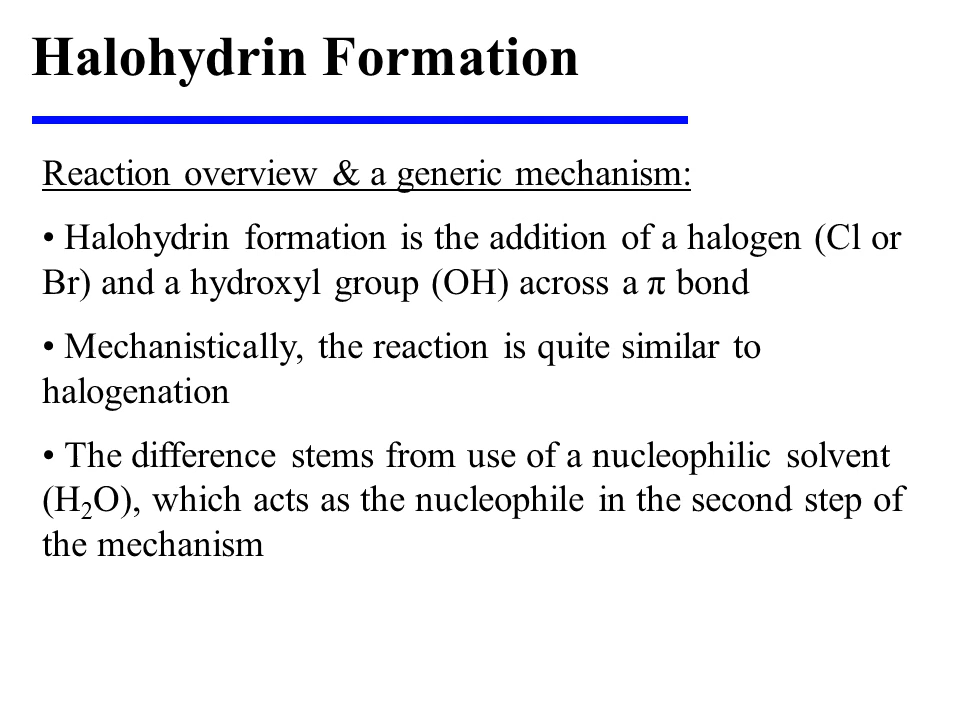 Halohydrin Formation
Reaction overview & a generic mechanism:
• Halohydrin formation is the addition of a halogen (Cl or
Br) and a hydroxyl group (OH) across a π bond
• Mechanistically, the reaction is quite similar to
halogenation
• The difference stems from use of a nucleophilic solvent
(H₂O), which acts as the nucleophile in the second step of
the mechanism